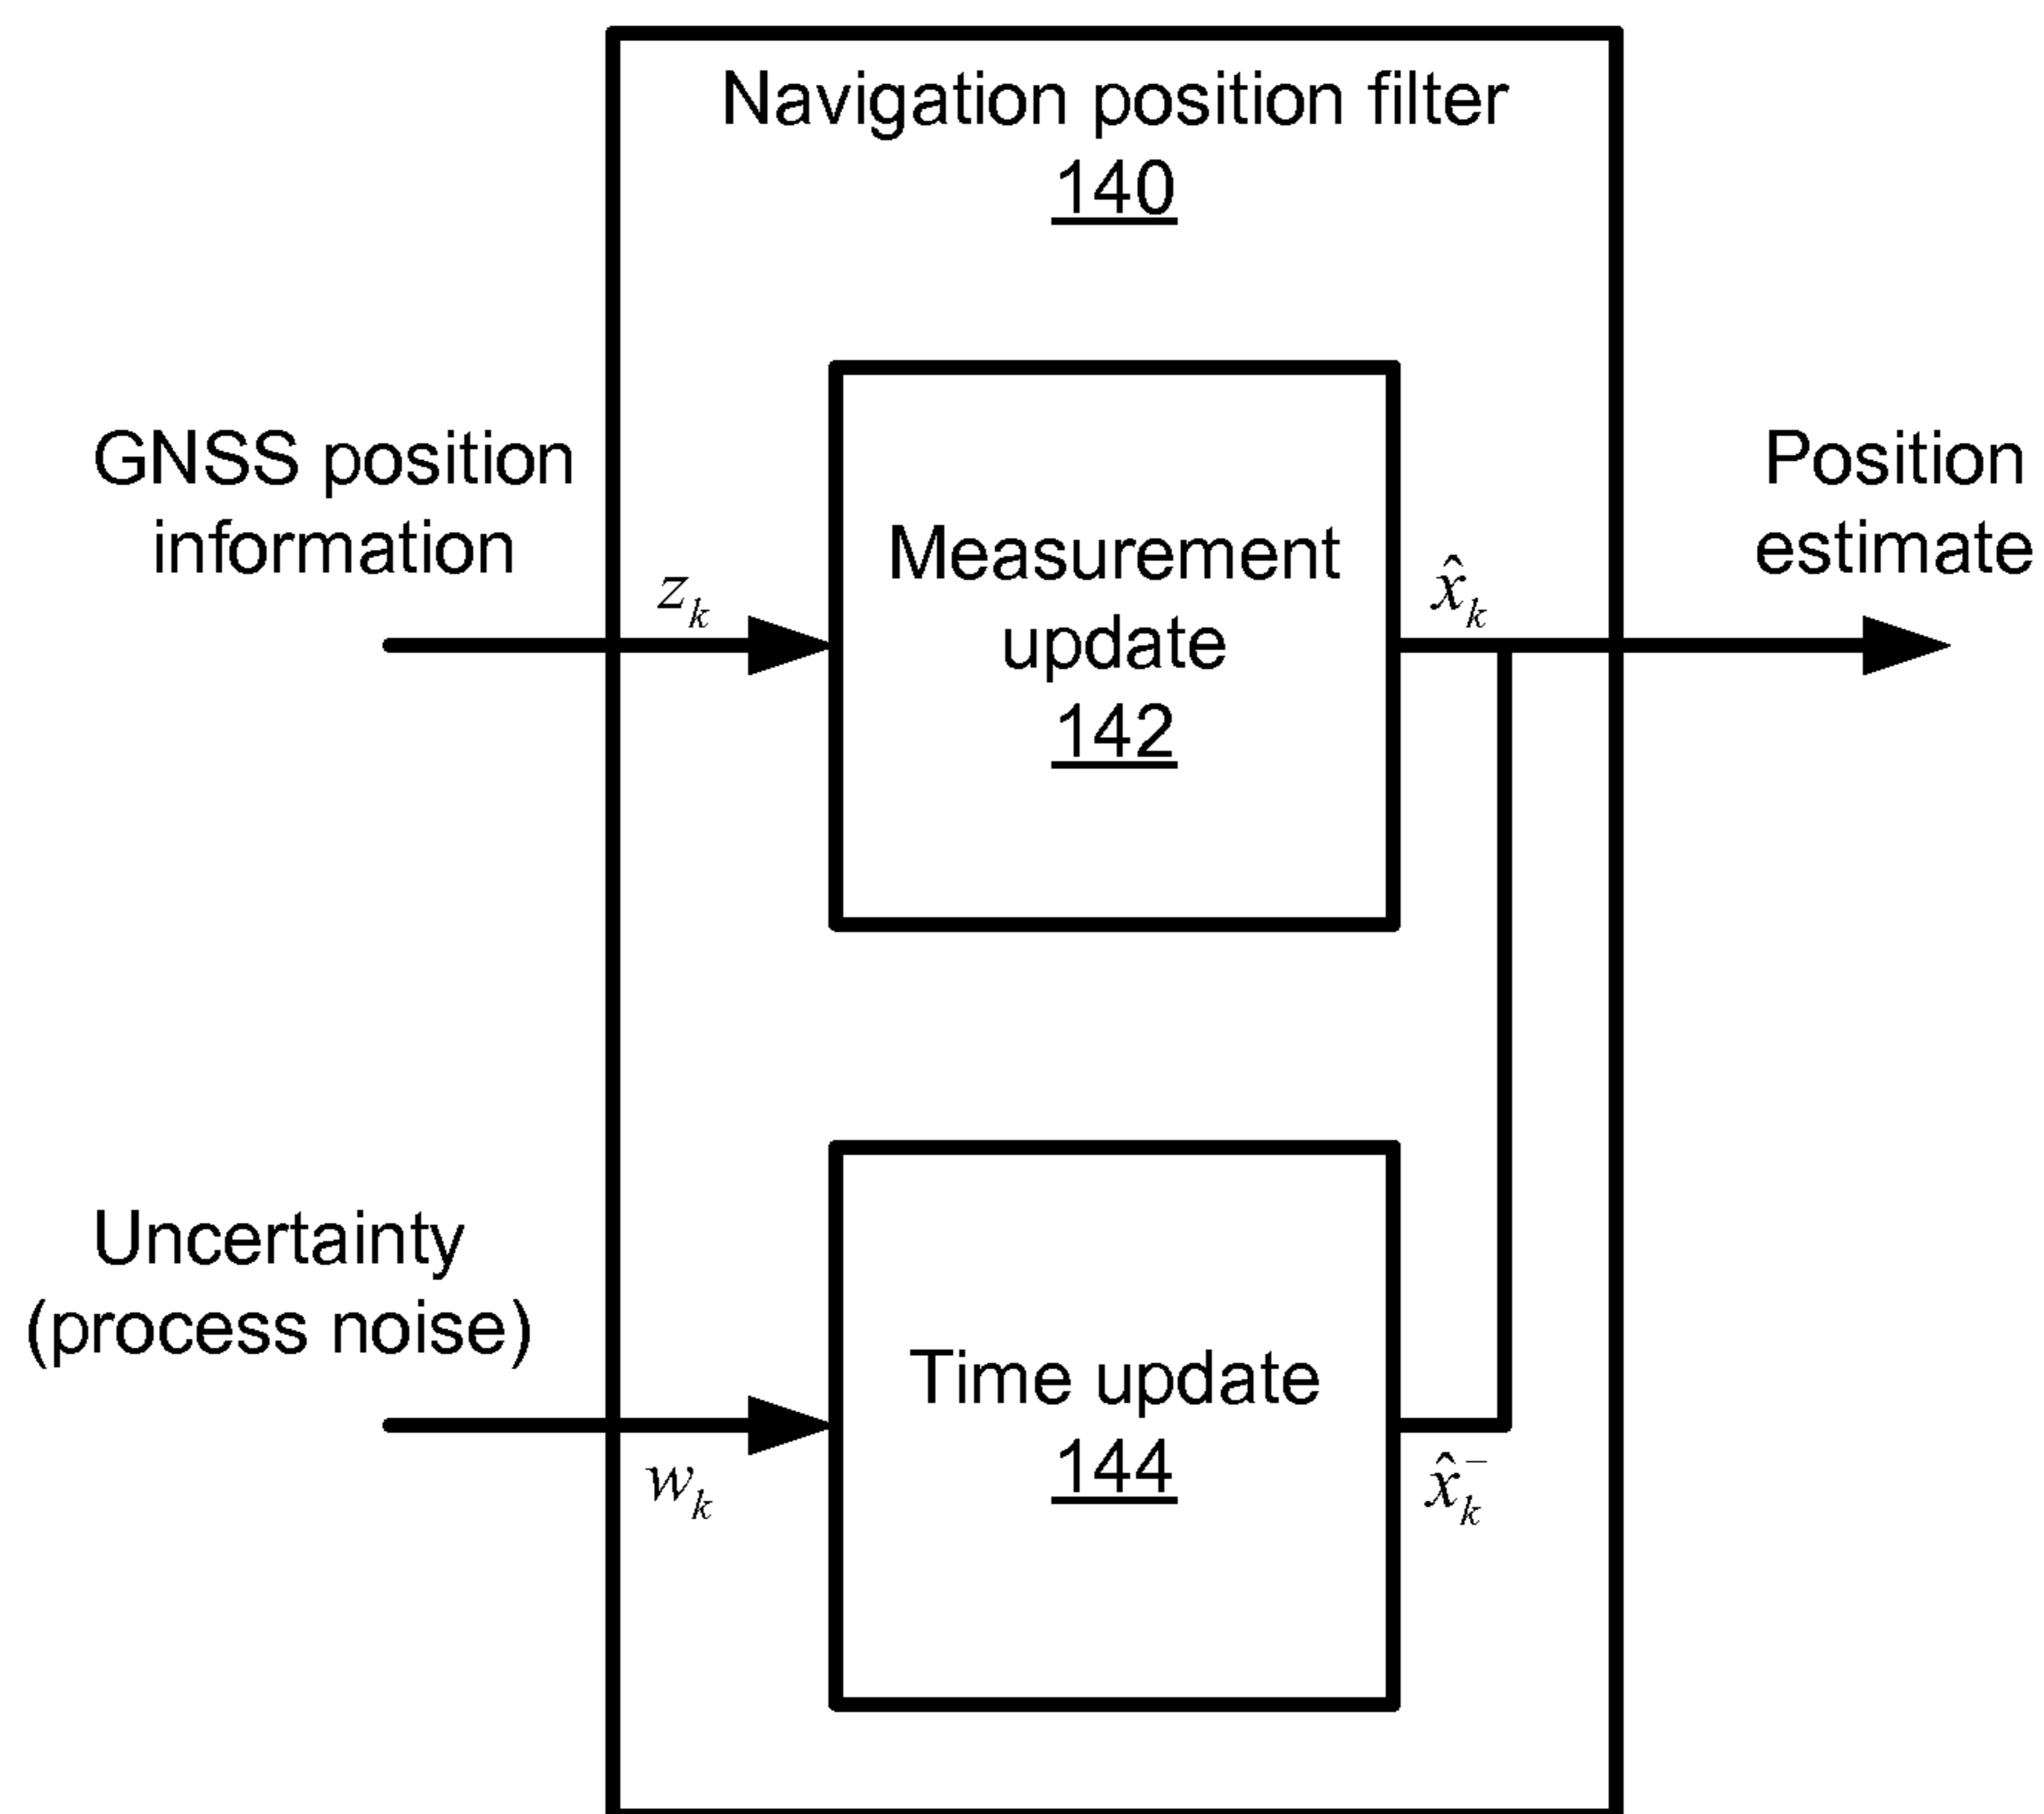 Navigation position filter
140
GNSS position
information
z_k
Measurement
update
142
x̂_k
Position
estimate
Uncertainty
(process noise)
w_k
Time update
144
x̂_k^−